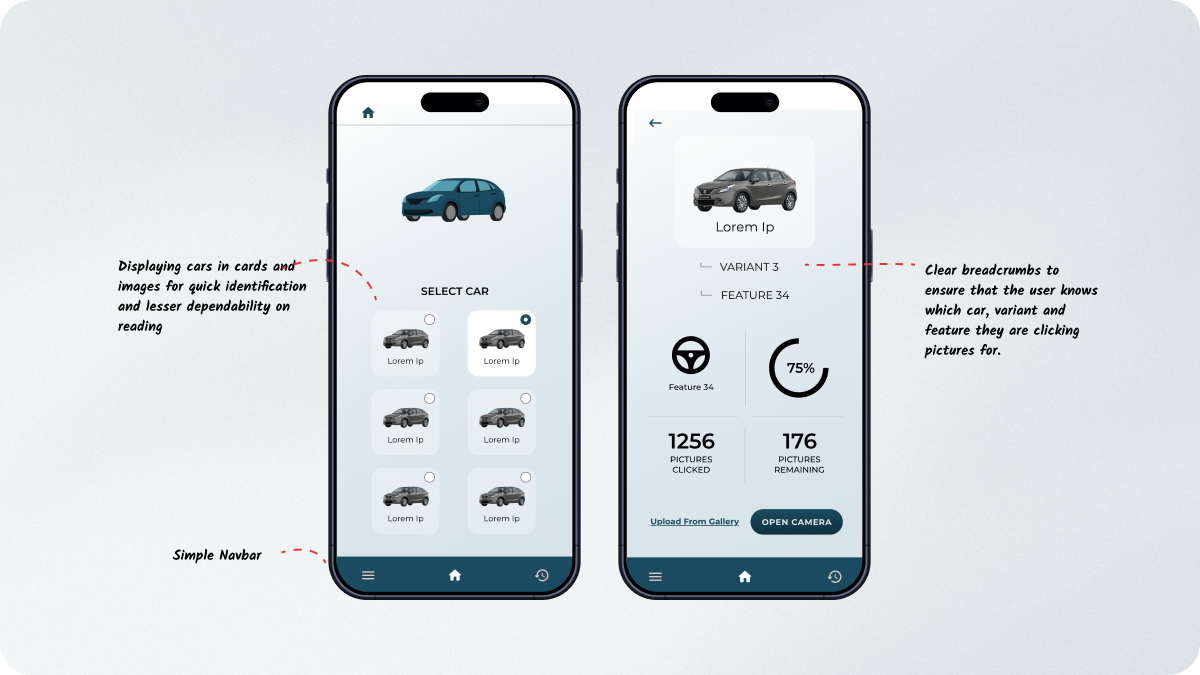 Displaying cars in cards and
images for quick identification
and lesser dependability on
reading
Simple Navbar
SELECT CAR
Lorem Ip
Lorem Ip
Lorem Ip
Lorem Ip
Lorem Ip
Lorem Ip
Lorem Ip
VARIANT 3
FEATURE 34
Feature 34
75%
1256
PICTURES
CLICKED
176
PICTURES
REMAINING
Upload From Gallery
OPEN CAMERA
Clear breadcrumbs to
ensure that the user knows
which car, variant and
feature they are clicking
pictures for.